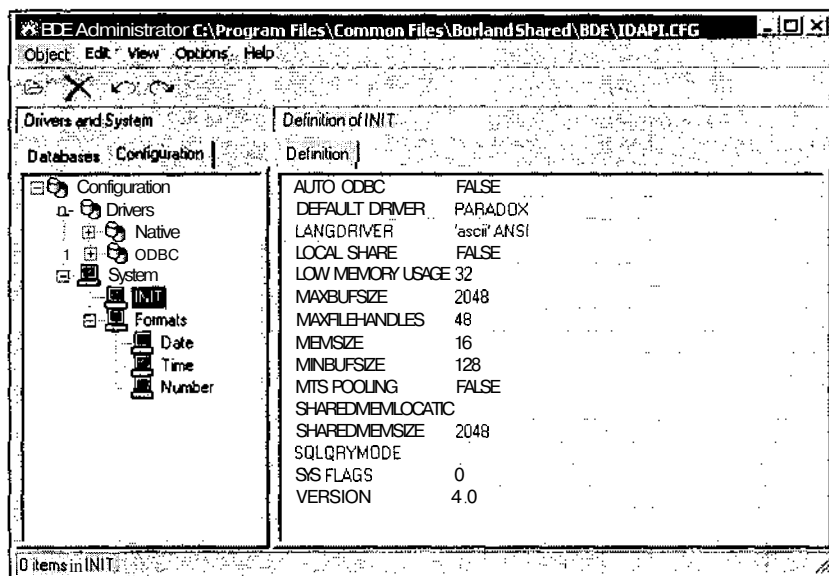 BDE Administrator C:\Program Files\Common Files\Borland Shared\BDE\IDAPI.CFG
Object Edit View Options Help
Drivers and System
Definition of INIT
Databases Configuration
Definition
Configuration
Drivers
Native
ODBC
System
INIT
Formats
Date
Time
Number
AUTO ODBC FALSE
DEFAULT DRIVER PARADOX
LANGDRIVER 'ascii' ANSI
LOCAL SHARE FALSE
LOW MEMORY USAGE 32
MAXBUFSIZE 2048
MAXFILEHANDLES 48
MEMSIZE 16
MINBUFSIZE 128
MTS POOLING FALSE
SHAREDMEMLOCATIC
SHAREDMEMSIZE 2048
SQLQRYMODE
SYS FLAGS 0
VERSION 4.0
0 items in INIT.